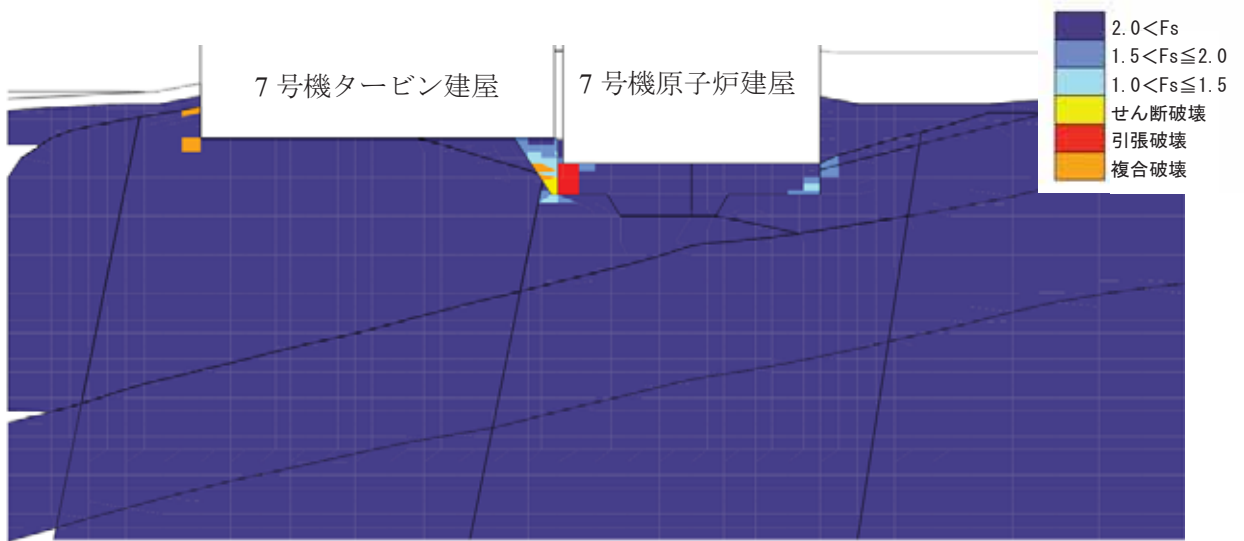 7 号機タービン建屋
7 号機原子炉建屋
2.0＜Fs
1.5＜Fs≦2.0
1.0＜Fs≦1.5
せん断破壊
引張破壊
複合破壊